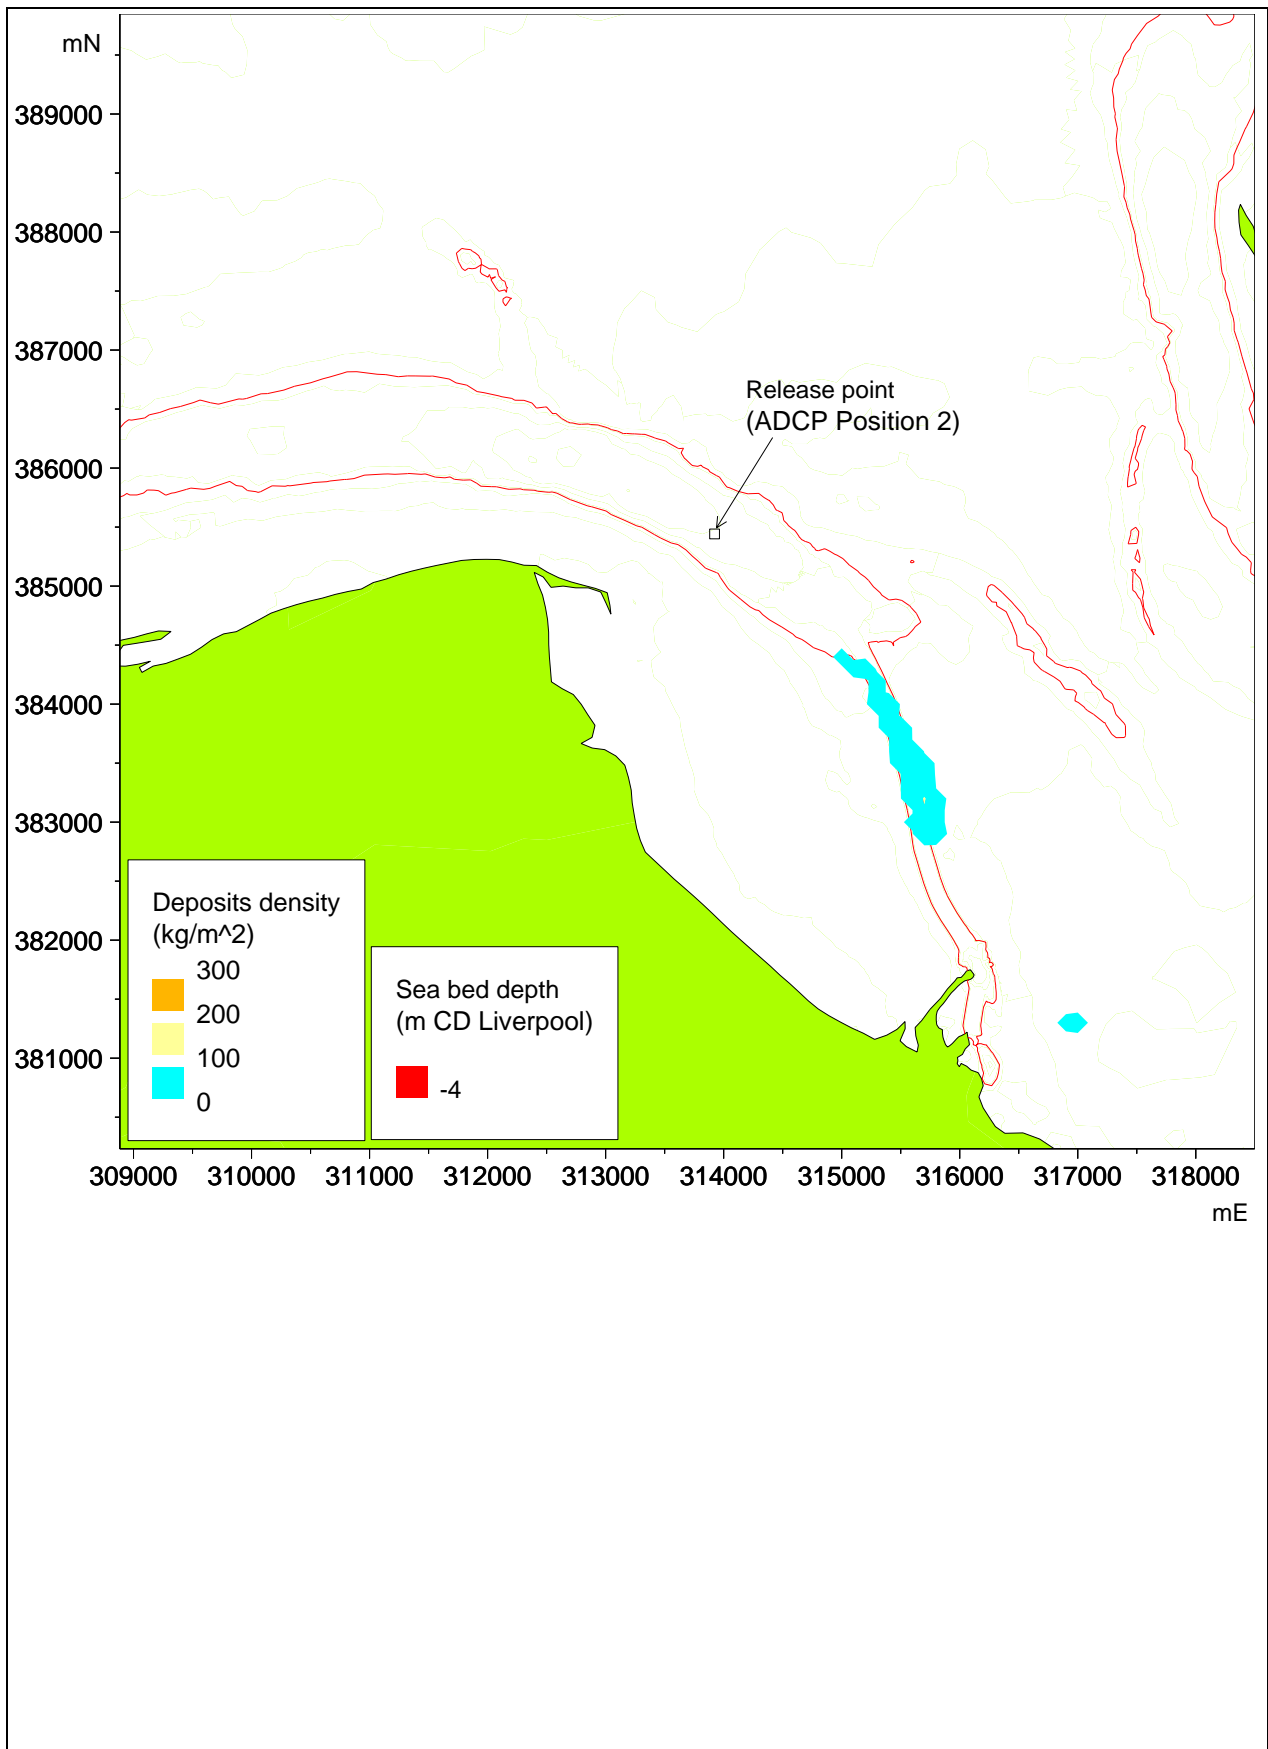 mN
389000
388000
387000
386000
385000
384000
383000
382000
381000
Release point
(ADCP Position 2)
Deposits density
(kg/m^2)
300
200
100
0
Sea bed depth
(m CD Liverpool)
-4
309000 310000 311000 312000 313000 314000 315000 316000 317000 318000
mE